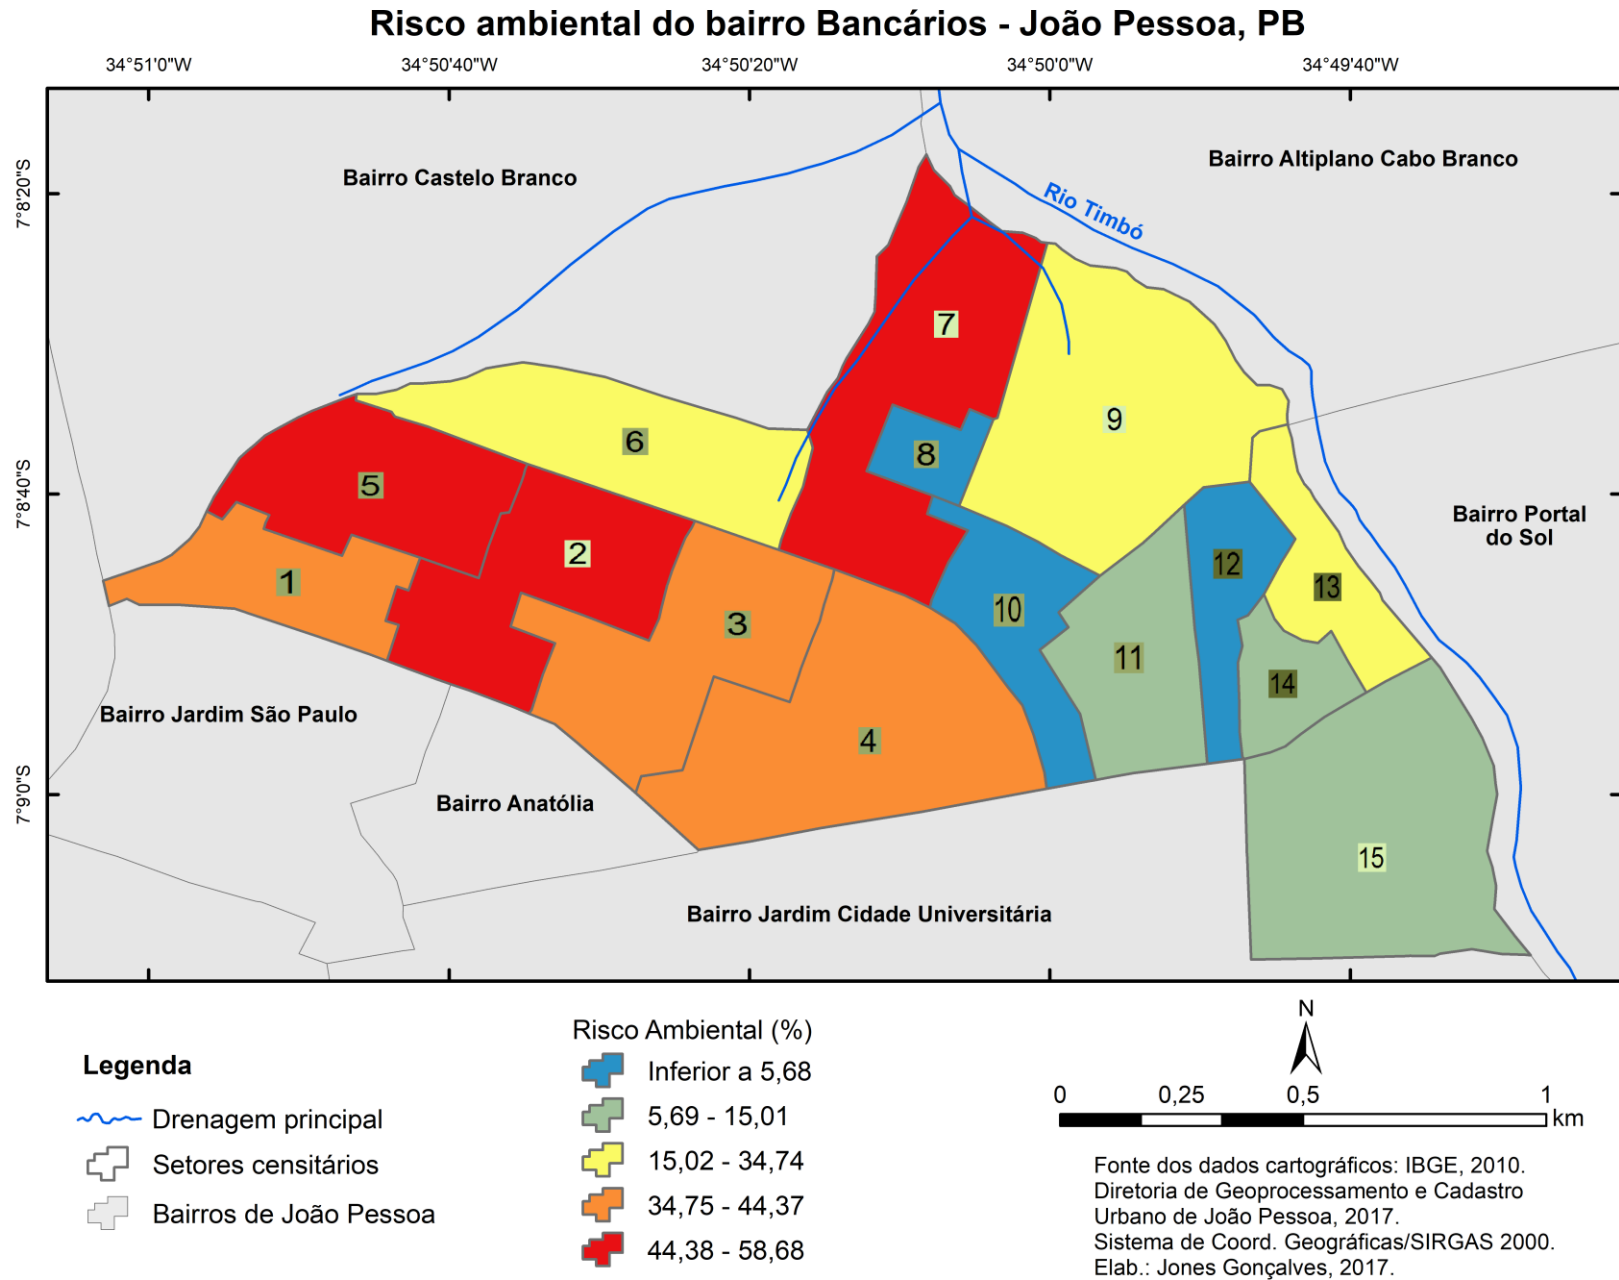 Risco ambiental do bairro Bancários - João Pessoa, PB
34°51'0"W
34°50'40"W
34°50'20"W
34°50'0"W
34°49'40"W
7°8'20"S
7°8'40"S
7°9'0"S
Bairro Castelo Branco
Bairro Altiplano Cabo Branco
Rio Timbó
7
9
6
8
5
Bairro Portal
do Sol
2
12
1
13
10
3
11
14
Bairro Jardim São Paulo
4
Bairro Anatólia
15
Bairro Jardim Cidade Universitária
Legenda
Drenagem principal
Setores censitários
Bairros de João Pessoa
Risco Ambiental (%)
Inferior a 5,68
5,69 - 15,01
15,02 - 34,74
34,75 - 44,37
44,38 - 58,68
N
0 0,25 0,5 1
km
Fonte dos dados cartográficos: IBGE, 2010.
Diretoria de Geoprocessamento e Cadastro
Urbano de João Pessoa, 2017.
Sistema de Coord. Geográficas/SIRGAS 2000.
Elab.: Jones Gonçalves, 2017.